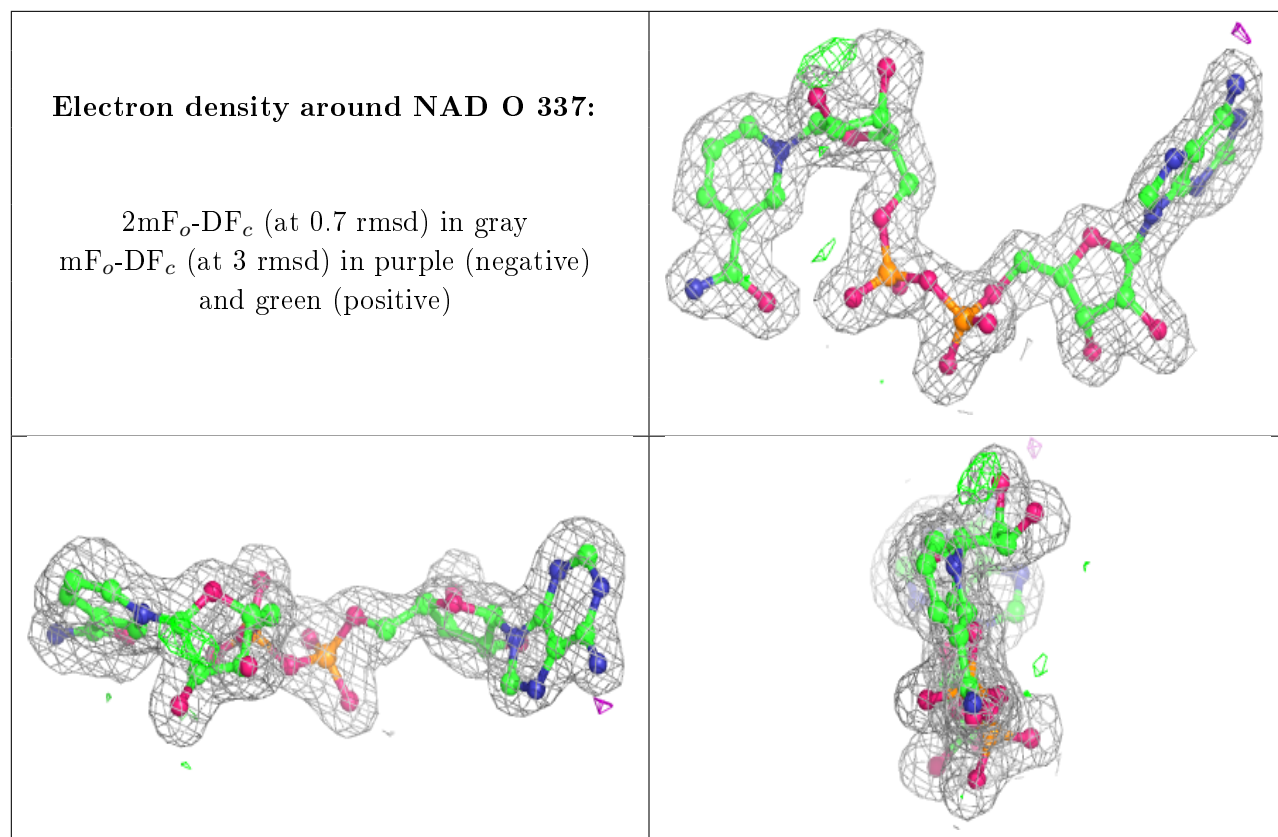 Electron density around NAD O 337:
2mFₒ-DF𝒸 (at 0.7 rmsd) in gray
mFₒ-DF𝒸 (at 3 rmsd) in purple (negative)
and green (positive)